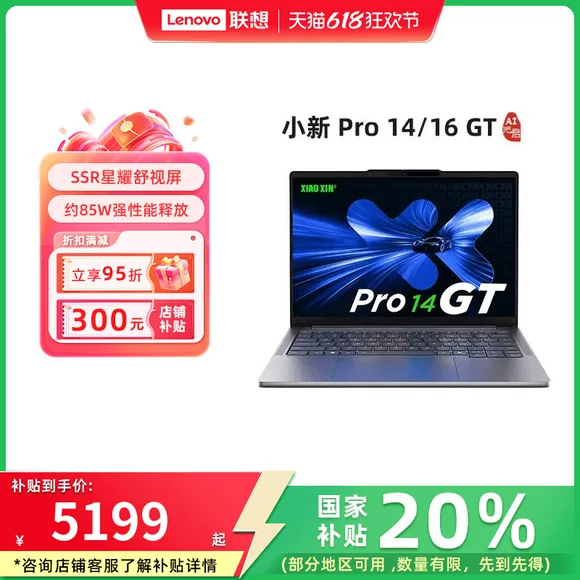 Lenovo 联想 天猫618狂欢节
小新 Pro 14/16 GT AI元启
SSR星耀舒视屏
约85W强性能释放
折扣满减
立享95折
300元 店铺补贴
XIAO XIN®
Pro 14 GT
补贴到手价:
¥ 5199 起
*咨询店铺客服了解补贴详情
国家补贴 20%
(部分地区可用,数量有限,先到先得)